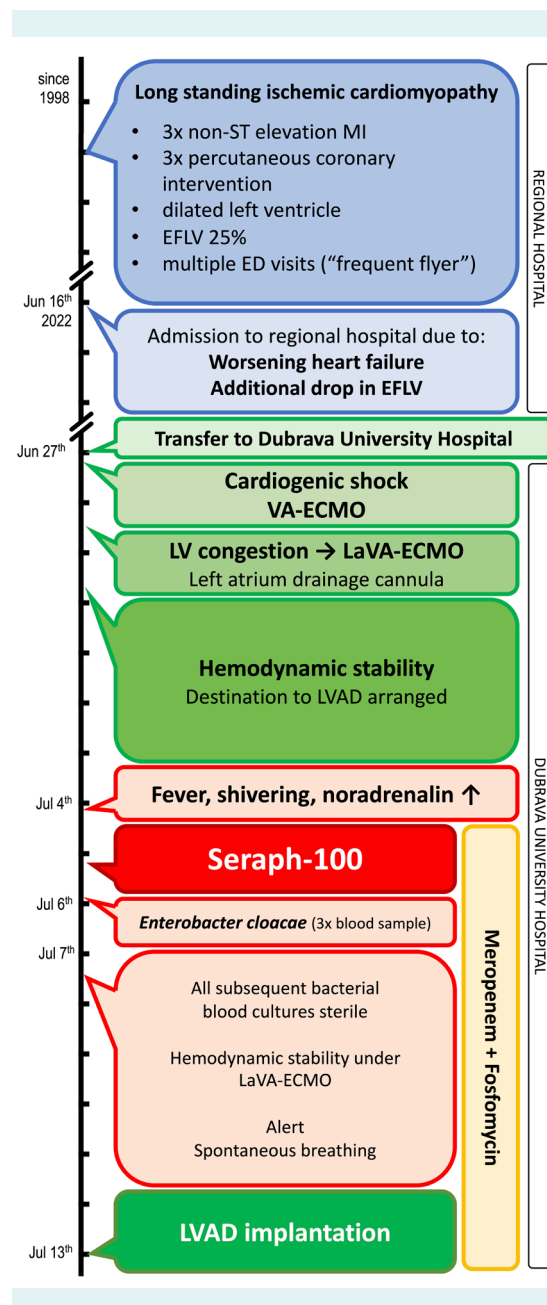 since
1998
Long standing ischemic cardiomyopathy
• 3x non-ST elevation MI
• 3x percutaneous coronary
intervention
• dilated left ventricle
• EFLV 25%
• multiple ED visits (“frequent flyer”)
REGIONAL HOSPITAL
Jun 16th
2022
Admission to regional hospital due to:
Worsening heart failure
Additional drop in EFLV
Jun 27th
Transfer to Dubrava University Hospital
Cardiogenic shock
VA-ECMO
LV congestion → LaVA-ECMO
Left atrium drainage cannula
Hemodynamic stability
Destination to LVAD arranged
DUBRAVA UNIVERSITY HOSPITAL
Jul 4th
Fever, shivering, noradrenalin ↑
Seraph-100
Meropenem + Fosfomycin
Jul 6th
Enterobacter cloacae (3x blood sample)
Jul 7th
All subsequent bacterial
blood cultures sterile
Hemodynamic stability under
LaVA-ECMO
Alert
Spontaneous breathing
LVAD implantation
Jul 13th